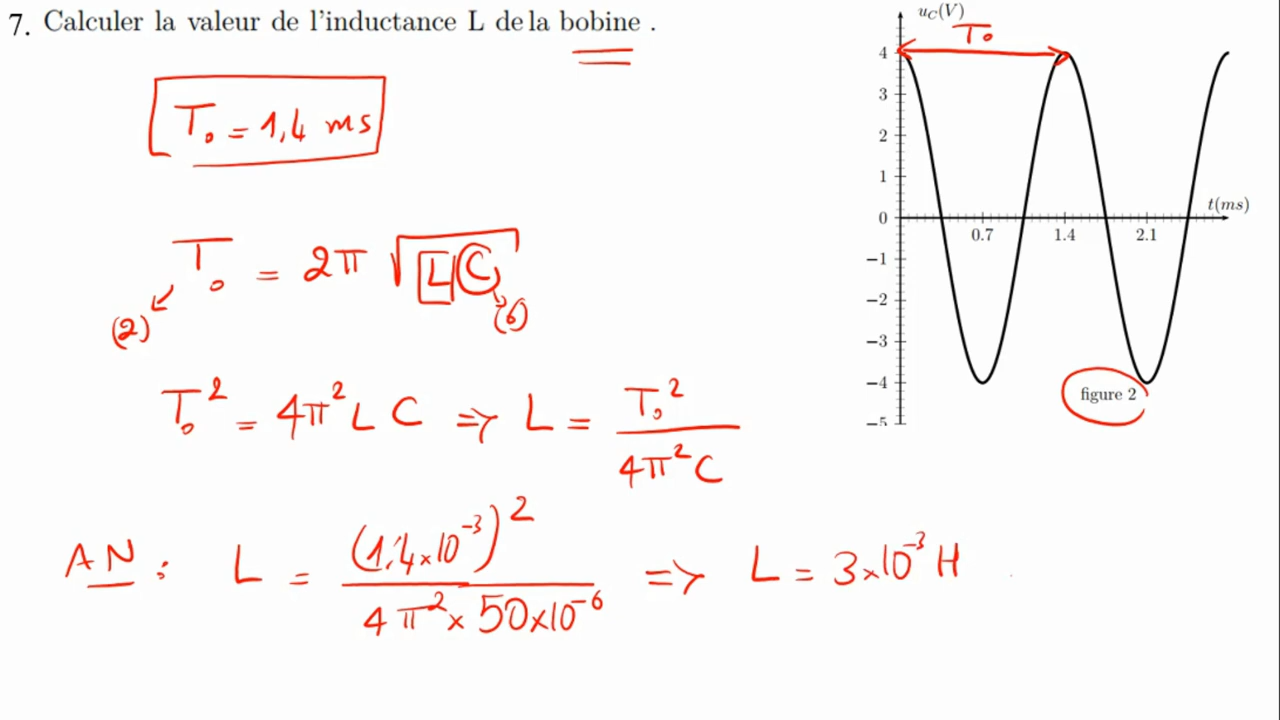 7. Calculer la valeur de l'inductance L de la bobine .
T₀ = 1,4 ms
T₀ = 2π √LC
(2)
(6)
T₀² = 4π² L C => L = T₀² / 4π² C
AN : L = (1,4×10⁻³)² / 4π² × 50×10⁻⁶ => L = 3×10⁻³ H
u_C(V)
T₀
4
3
2
1
0
−1
−2
−3
−4
−5
0.7 1.4 2.1
t(ms)
figure 2